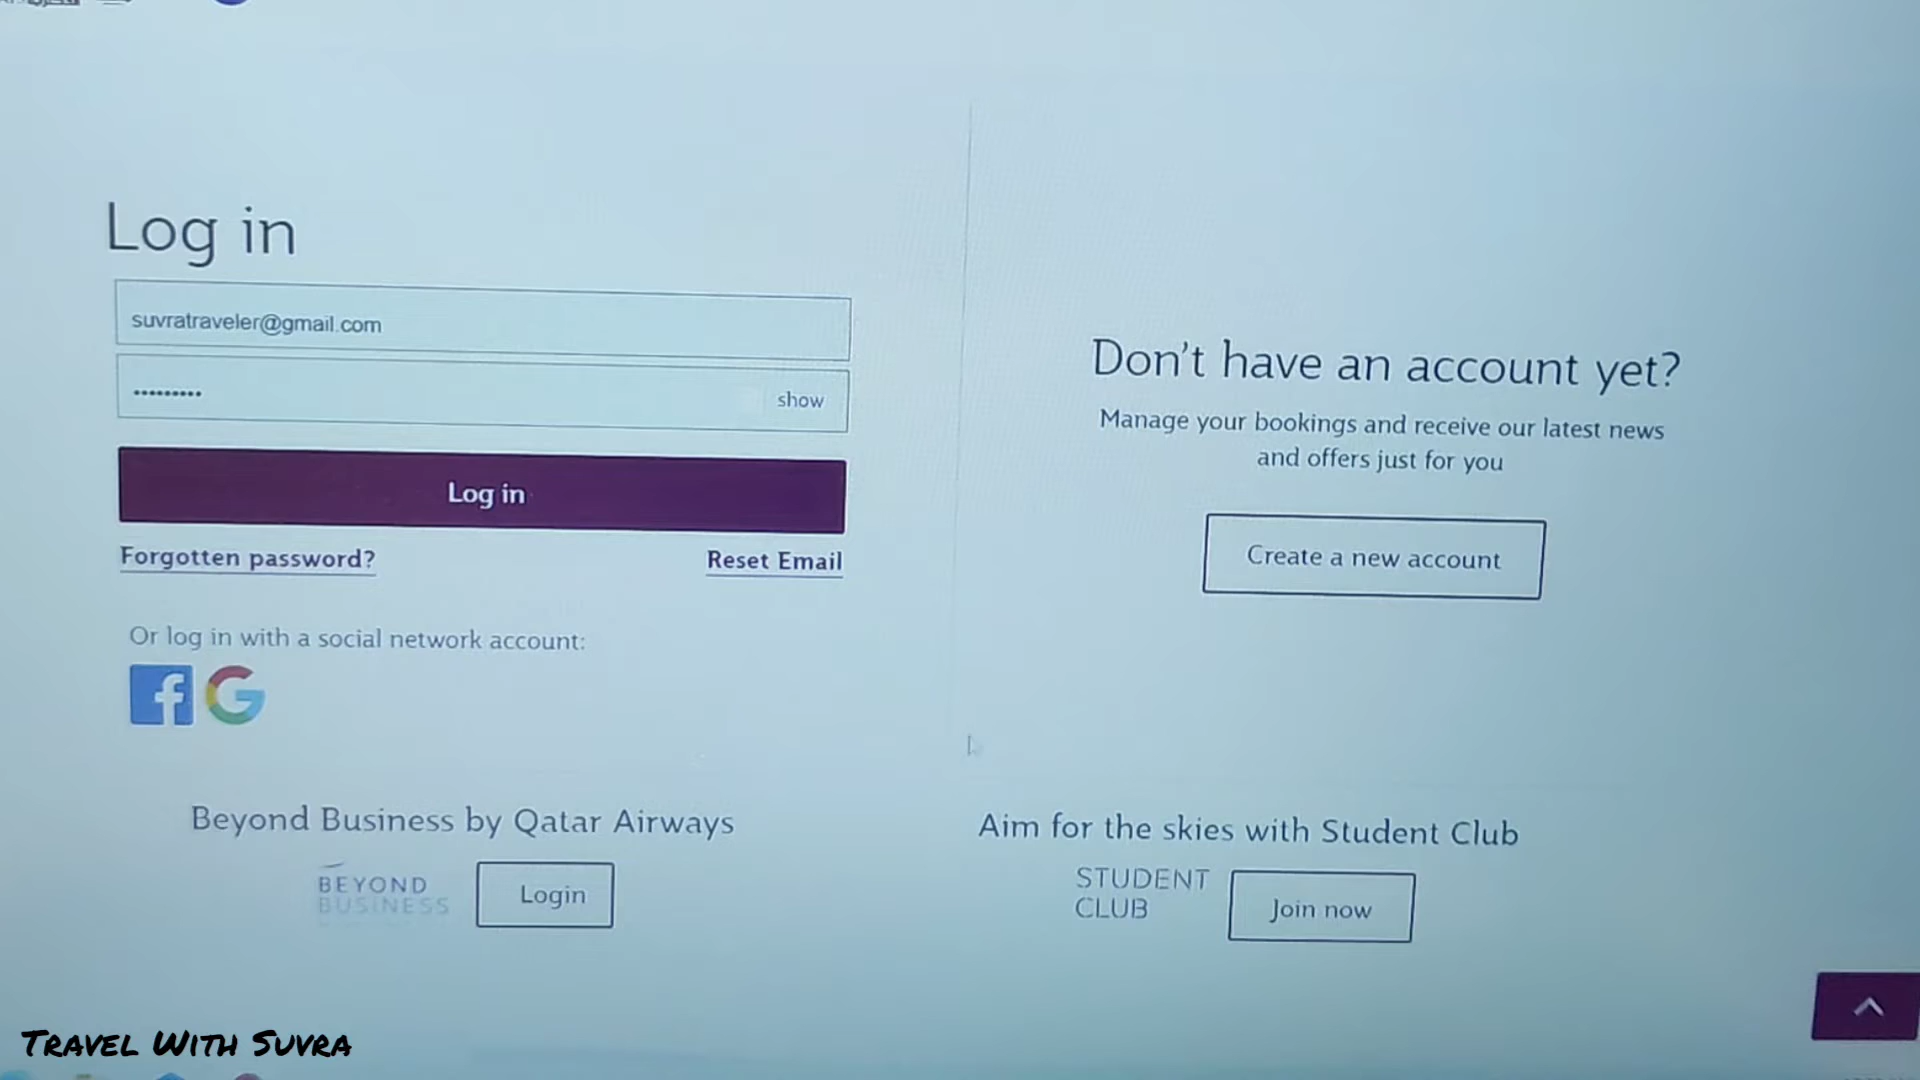 Log in
suvratraveler@gmail.com
•••••••••
show
Log in
Forgotten password?
Reset Email
Or log in with a social network account:
Don't have an account yet?
Manage your bookings and receive our latest news
and offers just for you
Create a new account
Beyond Business by Qatar Airways
BEYOND
BUSINESS
Login
Aim for the skies with Student Club
STUDENT
CLUB
Join now
TRAVEL WITH SUVRA